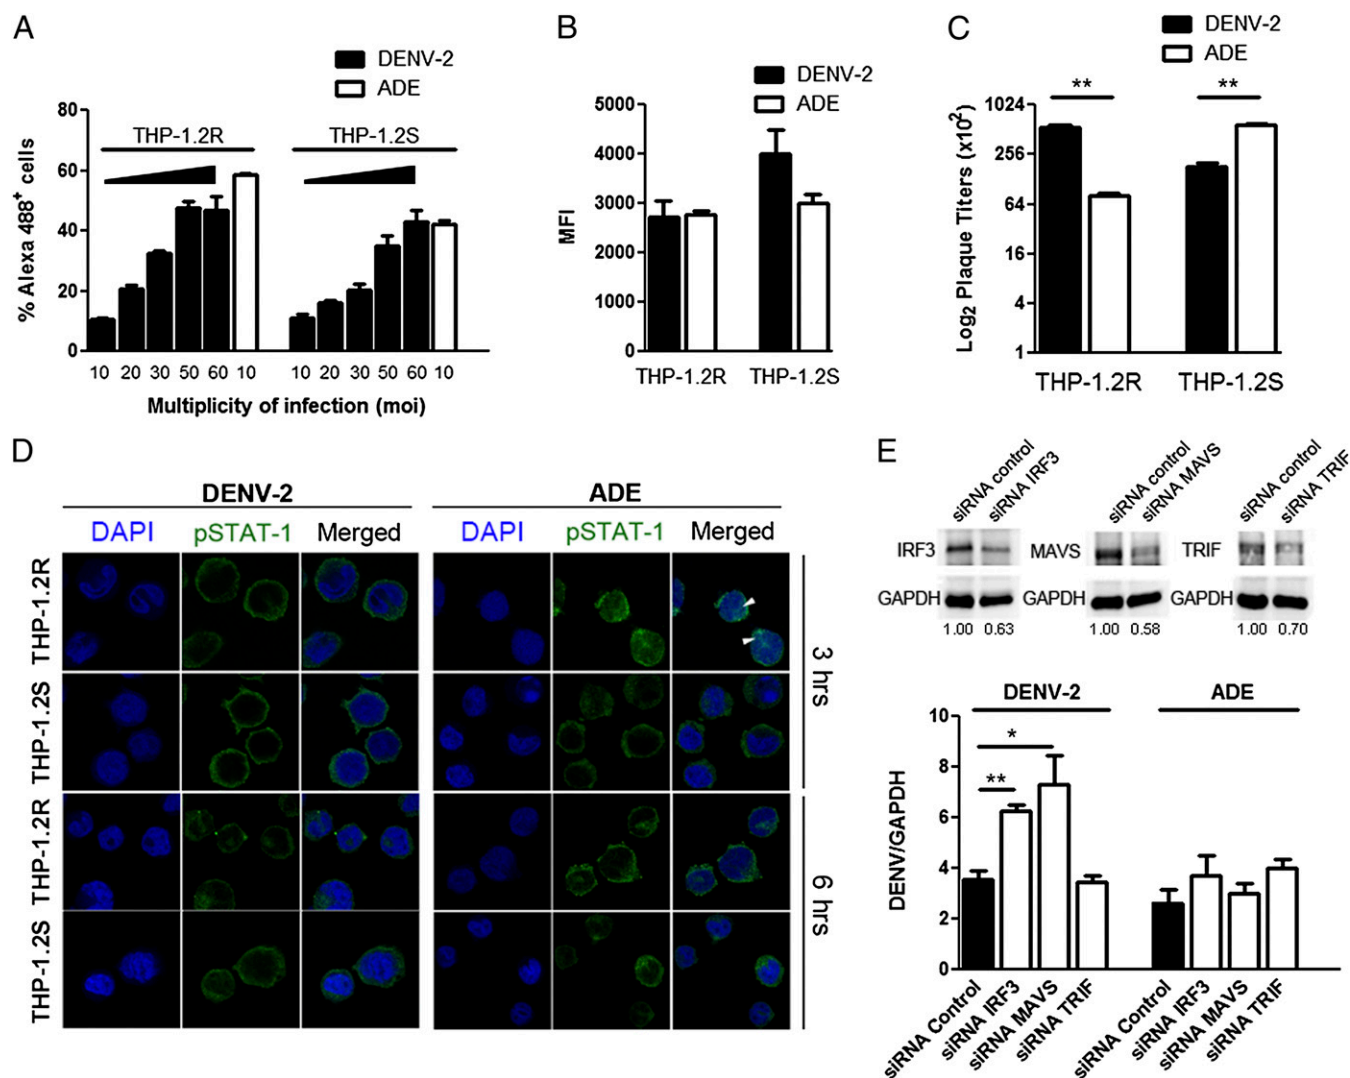 A
DENV-2
ADE
% Alexa 488+ cells
80
60
40
20
0
THP-1.2R
THP-1.2S
10 20 30 50 60 10 10 20 30 50 60 10
Multiplicity of infection (moi)
B
DENV-2
ADE
MFI
5000
4000
3000
2000
1000
0
THP-1.2R THP-1.2S
C
DENV-2
ADE
Log2 Plaque Titers (x10²)
1024
256
64
16
4
1
** **
THP-1.2R THP-1.2S
D
DENV-2 ADE
DAPI pSTAT-1 Merged DAPI pSTAT-1 Merged
THP-1.2R
THP-1.2S
3 hrs
THP-1.2R
THP-1.2S
6 hrs
E
siRNA control
siRNA IRF3
siRNA control
siRNA MAVS
siRNA control
siRNA TRIF
IRF3 MAVS TRIF
GAPDH GAPDH GAPDH
1.00 0.63 1.00 0.58 1.00 0.70
DENV-2 ADE
DENV/GAPDH
10
8
6
4
2
0
*
**
siRNA Control
siRNA IRF3
siRNA MAVS
siRNA TRIF
siRNA Control
siRNA IRF3
siRNA MAVS
siRNA TRIF